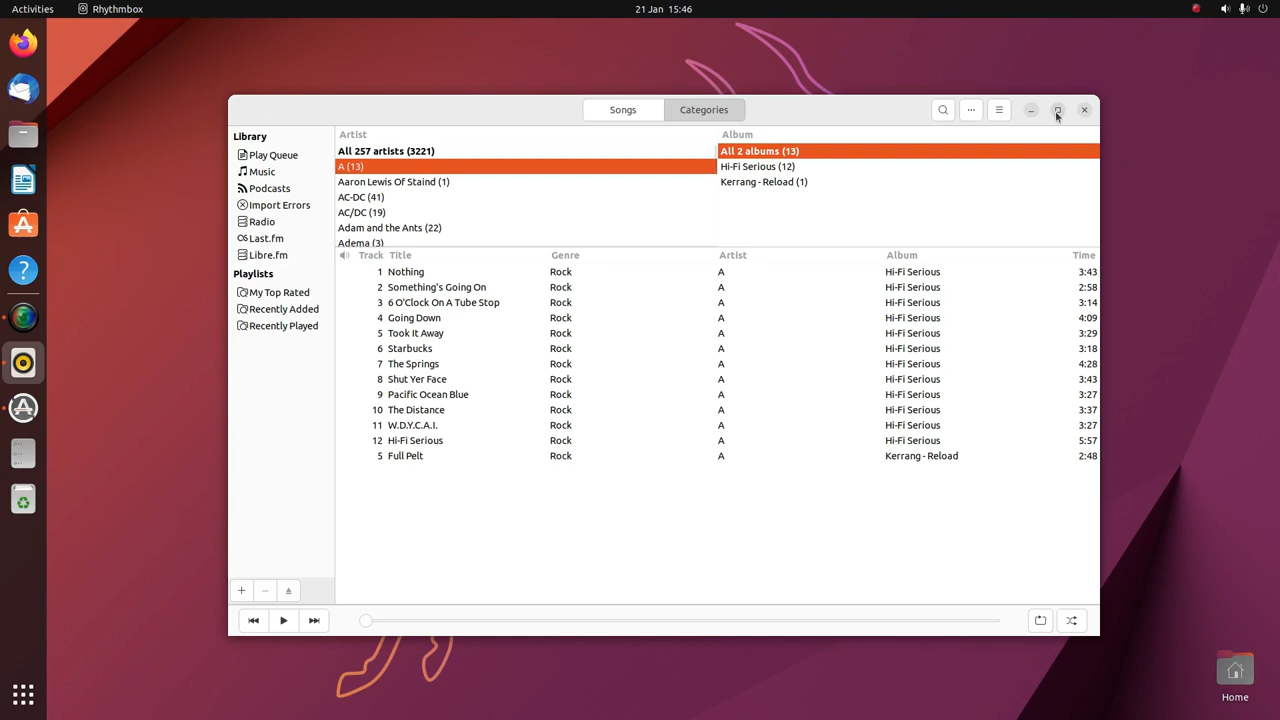 Activities Rhythmbox 21 Jan 15:46
Songs Categories
Library
Play Queue
Music
Podcasts
Import Errors
Radio
Last.fm
Libre.fm
Playlists
My Top Rated
Recently Added
Recently Played
Artist
All 257 artists (3221)
A (13)
Aaron Lewis Of Staind (1)
AC-DC (41)
AC/DC (19)
Adam and the Ants (22)
Adema (3)
Album
All 2 albums (13)
Hi-Fi Serious (12)
Kerrang - Reload (1)
Track Title Genre Artist Album Time
1 Nothing Rock A Hi-Fi Serious 3:43
2 Something's Going On Rock A Hi-Fi Serious 2:58
3 6 O'Clock On A Tube Stop Rock A Hi-Fi Serious 3:14
4 Going Down Rock A Hi-Fi Serious 4:09
5 Took It Away Rock A Hi-Fi Serious 3:29
6 Starbucks Rock A Hi-Fi Serious 3:18
7 The Springs Rock A Hi-Fi Serious 4:28
8 Shut Yer Face Rock A Hi-Fi Serious 3:43
9 Pacific Ocean Blue Rock A Hi-Fi Serious 3:27
10 The Distance Rock A Hi-Fi Serious 3:37
11 W.D.Y.C.A.I. Rock A Hi-Fi Serious 3:27
12 Hi-Fi Serious Rock A Hi-Fi Serious 5:57
5 Full Pelt Rock A Kerrang - Reload 2:48
Home